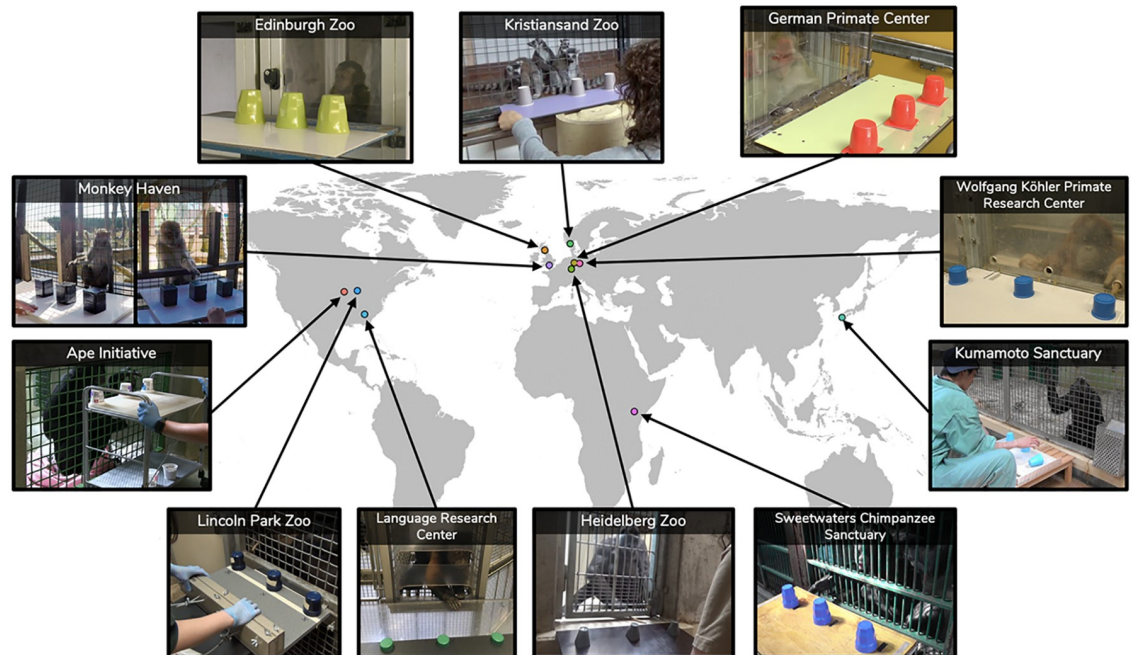 Edinburgh Zoo
Kristiansand Zoo
German Primate Center
Monkey Haven
Wolfgang Köhler Primate
Research Center
Ape Initiative
Kumamoto Sanctuary
Lincoln Park Zoo
Language Research
Center
Heidelberg Zoo
Sweetwaters Chimpanzee
Sanctuary